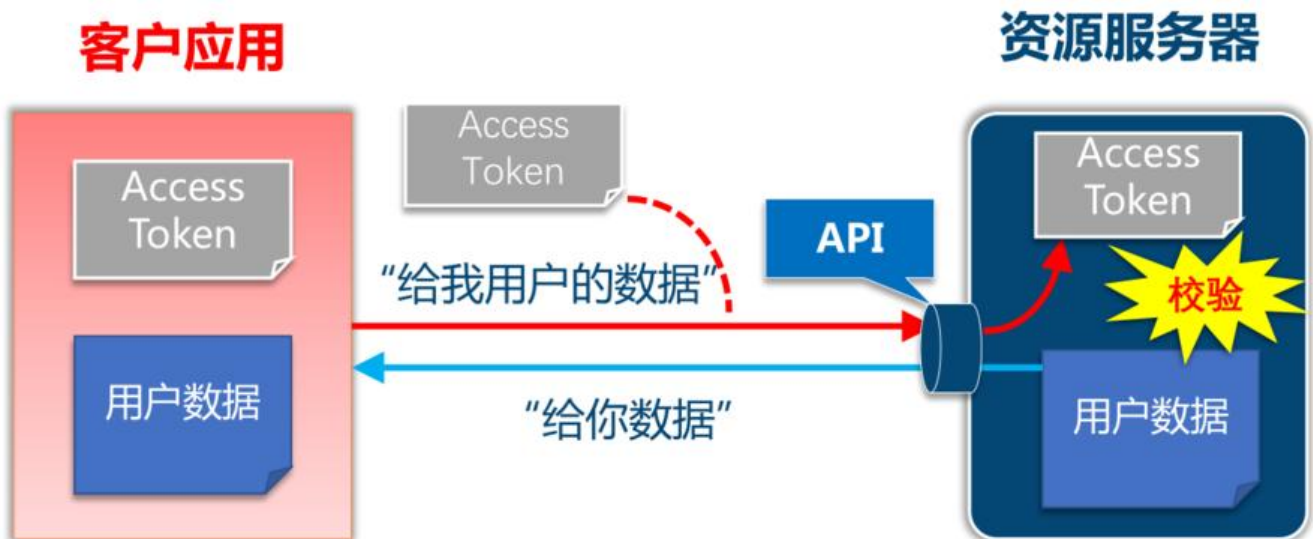 客户应用
资源服务器
Access
Token
Access
Token
Access
Token
API
“给我用户的数据”
校验
用户数据
“给你数据”
用户数据